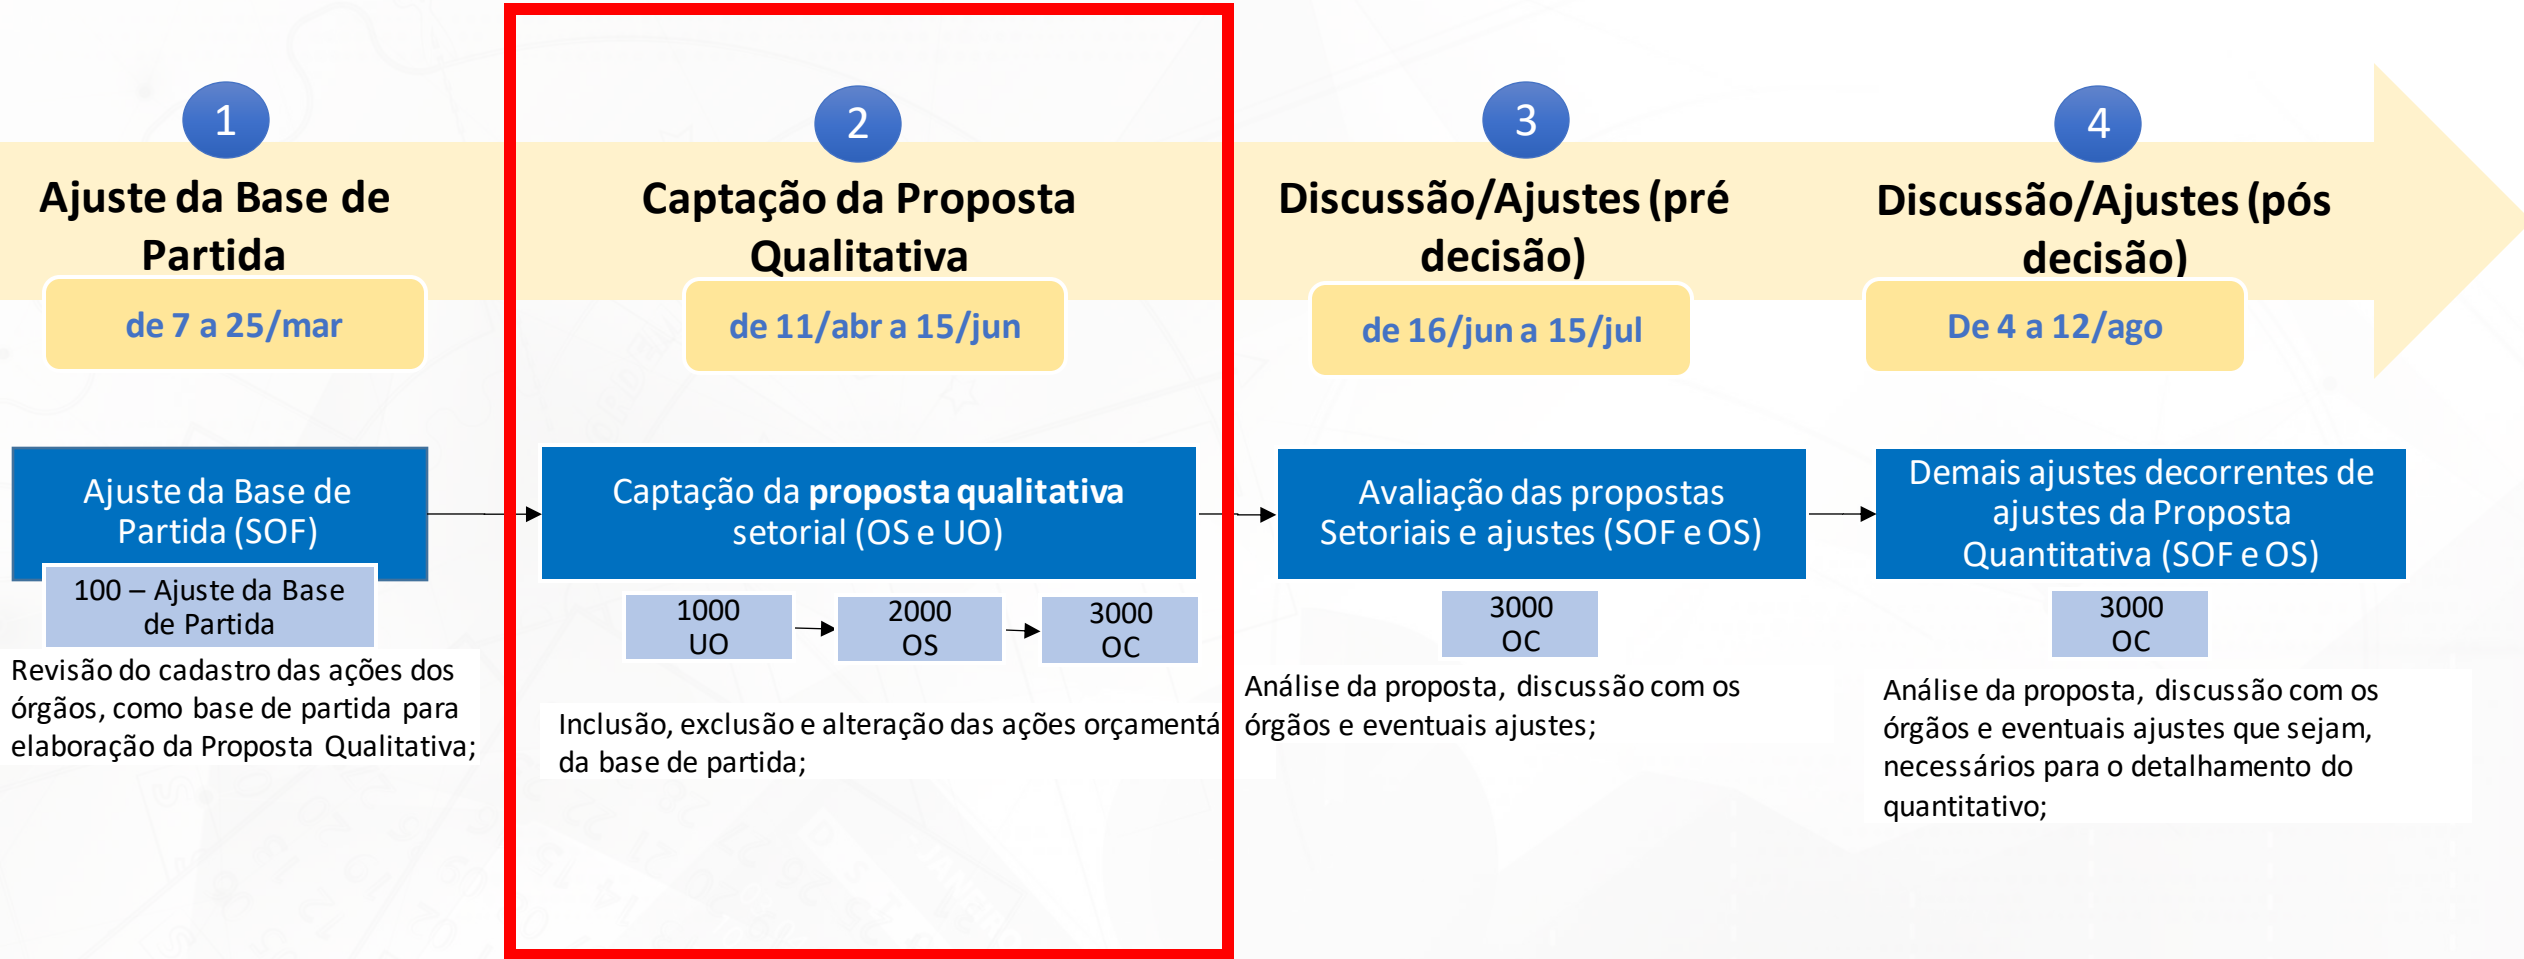 1
Ajuste da Base de
Partida
de 7 a 25/mar
Ajuste da Base de
Partida (SOF)
100 – Ajuste da Base
de Partida
Revisão do cadastro das ações dos
órgãos, como base de partida para
elaboração da Proposta Qualitativa;
2
Captação da Proposta
Qualitativa
de 11/abr a 15/jun
Captação da proposta qualitativa
setorial (OS e UO)
1000
UO
2000
OS
3000
OC
Inclusão, exclusão e alteração das ações orçamentá
da base de partida;
3
Discussão/Ajustes (pré
decisão)
de 16/jun a 15/jul
Avaliação das propostas
Setoriais e ajustes (SOF e OS)
3000
OC
Análise da proposta, discussão com os
órgãos e eventuais ajustes;
4
Discussão/Ajustes (pós
decisão)
De 4 a 12/ago
Demais ajustes decorrentes de
ajustes da Proposta
Quantitativa (SOF e OS)
3000
OC
Análise da proposta, discussão com os
órgãos e eventuais ajustes que sejam,
necessários para o detalhamento do
quantitativo;